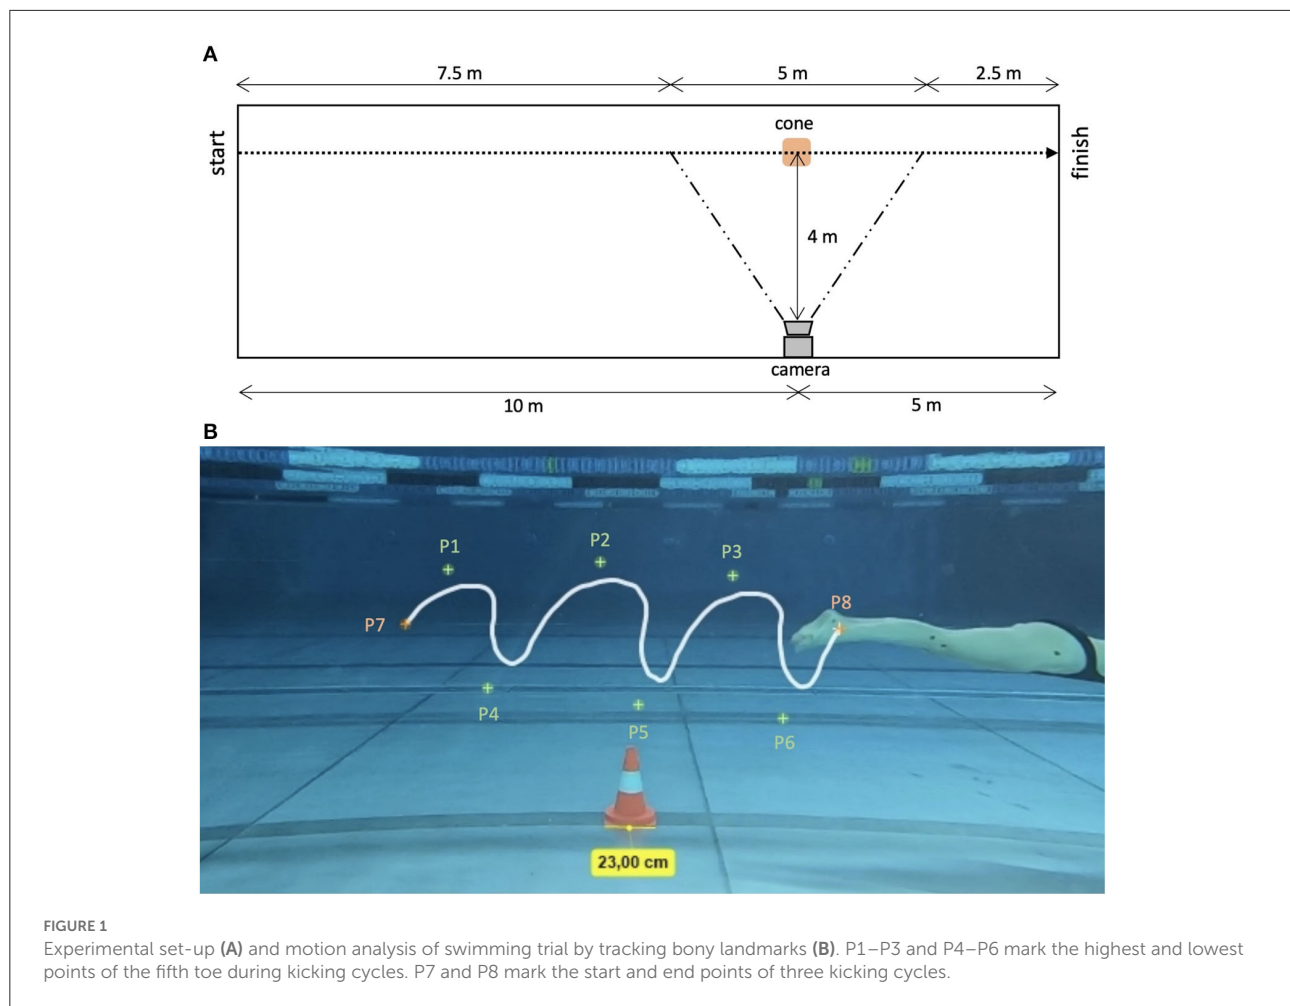 A
7.5 m 5 m 2.5 m
cone
start
finish
4 m
camera
10 m 5 m
B
P1 P2 P3
P7 P8
P4 P5 P6
23,00 cm
FIGURE 1
Experimental set-up (A) and motion analysis of swimming trial by tracking bony landmarks (B). P1–P3 and P4–P6 mark the highest and lowest
points of the fifth toe during kicking cycles. P7 and P8 mark the start and end points of three kicking cycles.